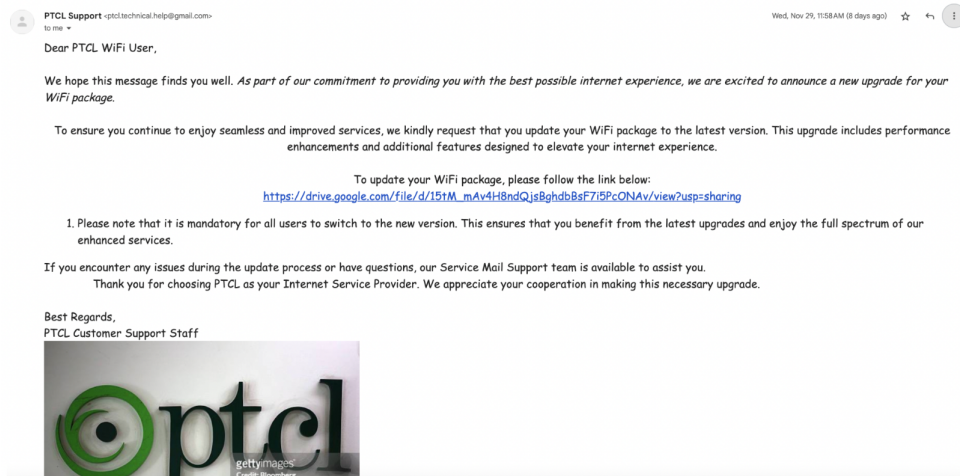 PTCL Support <ptcl.technical.help@gmail.com>
Wed, Nov 29, 11:58 AM (8 days ago)
to me
Dear PTCL WiFi User,
We hope this message finds you well. As part of our commitment to providing you with the best possible internet experience, we are excited to announce a new upgrade for your
WiFi package.
To ensure you continue to enjoy seamless and improved services, we kindly request that you update your WiFi package to the latest version. This upgrade includes performance
enhancements and additional features designed to elevate your internet experience.
To update your WiFi package, please follow the link below:
https://drive.google.com/file/d/15tM_mAv4H8ndQjsBghdbBsF7i5PcONAv/view?usp=sharing
1. Please note that it is mandatory for all users to switch to the new version. This ensures that you benefit from the latest upgrades and enjoy the full spectrum of our
enhanced services.
If you encounter any issues during the update process or have questions, our Service Mail Support team is available to assist you.
Thank you for choosing PTCL as your Internet Service Provider. We appreciate your cooperation in making this necessary upgrade.
Best Regards,
PTCL Customer Support Staff
ptcl
gettyimages
Credit: Bloomberg